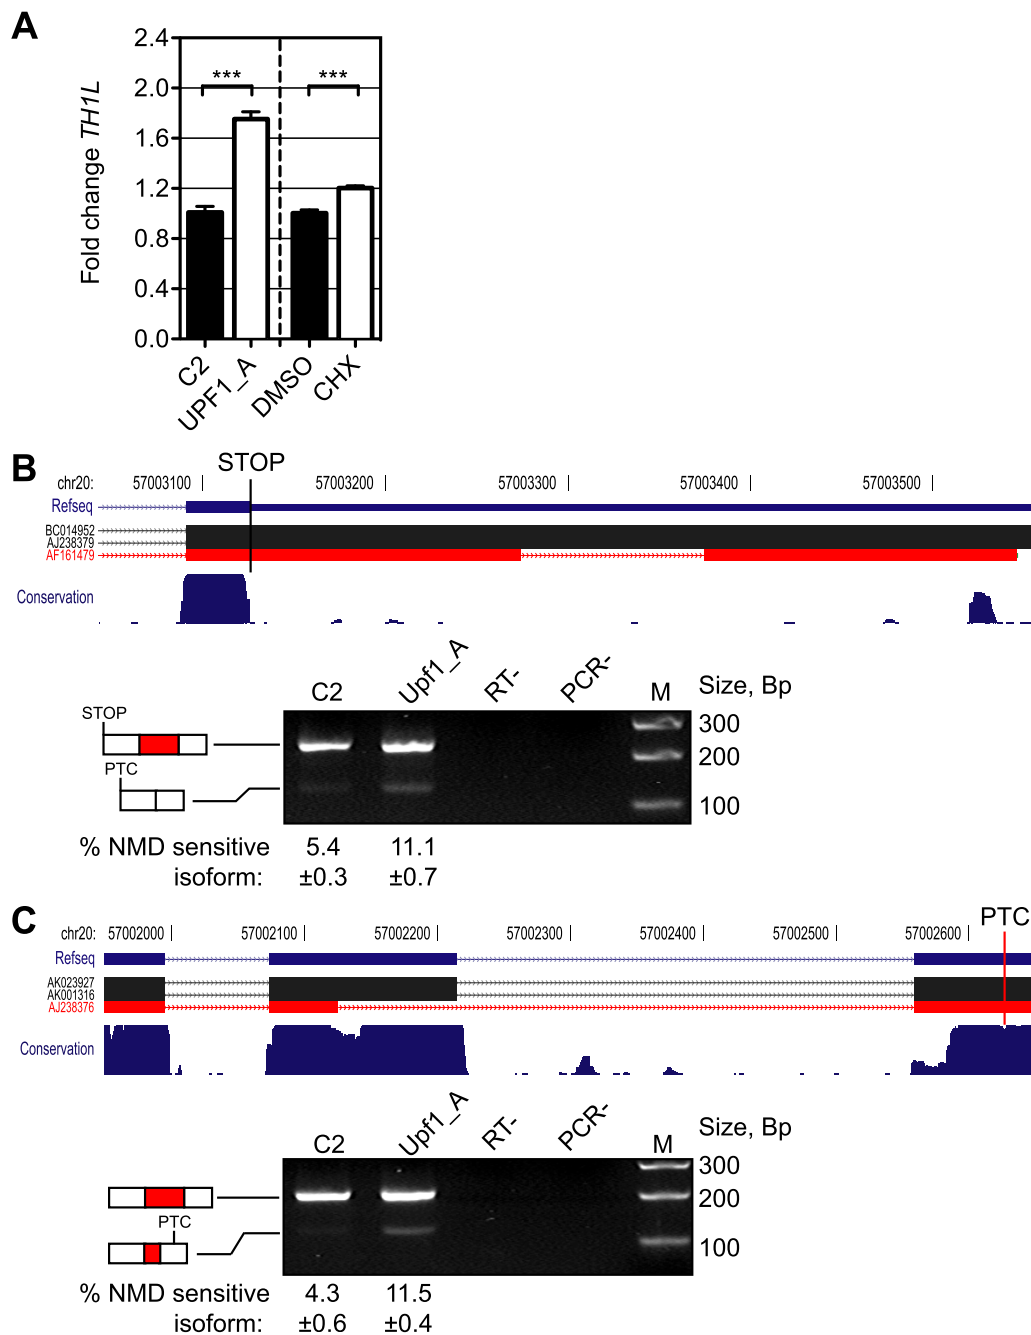 A
2.4
2.0
1.6
1.2
0.8
0.4
0.0
Fold change TH1L
***
***
C2
UPF1_A
DMSO
CHX
B
STOP
chr20:
57003100
57003200
57003300
57003400
57003500
Refseq
BC014952
AJ238379
AF161479
Conservation
C2
Upf1_A
RT-
PCR-
M
Size, Bp
STOP
PTC
300
200
100
% NMD sensitive 5.4 11.1
isoform: ±0.3 ±0.7
C
PTC
chr20:
57002000
57002100
57002200
57002300
57002400
57002500
57002600
Refseq
AK023927
AK001316
AJ238376
Conservation
C2
Upf1_A
RT-
PCR-
M
Size, Bp
PTC
300
200
100
% NMD sensitive 4.3 11.5
isoform: ±0.6 ±0.4